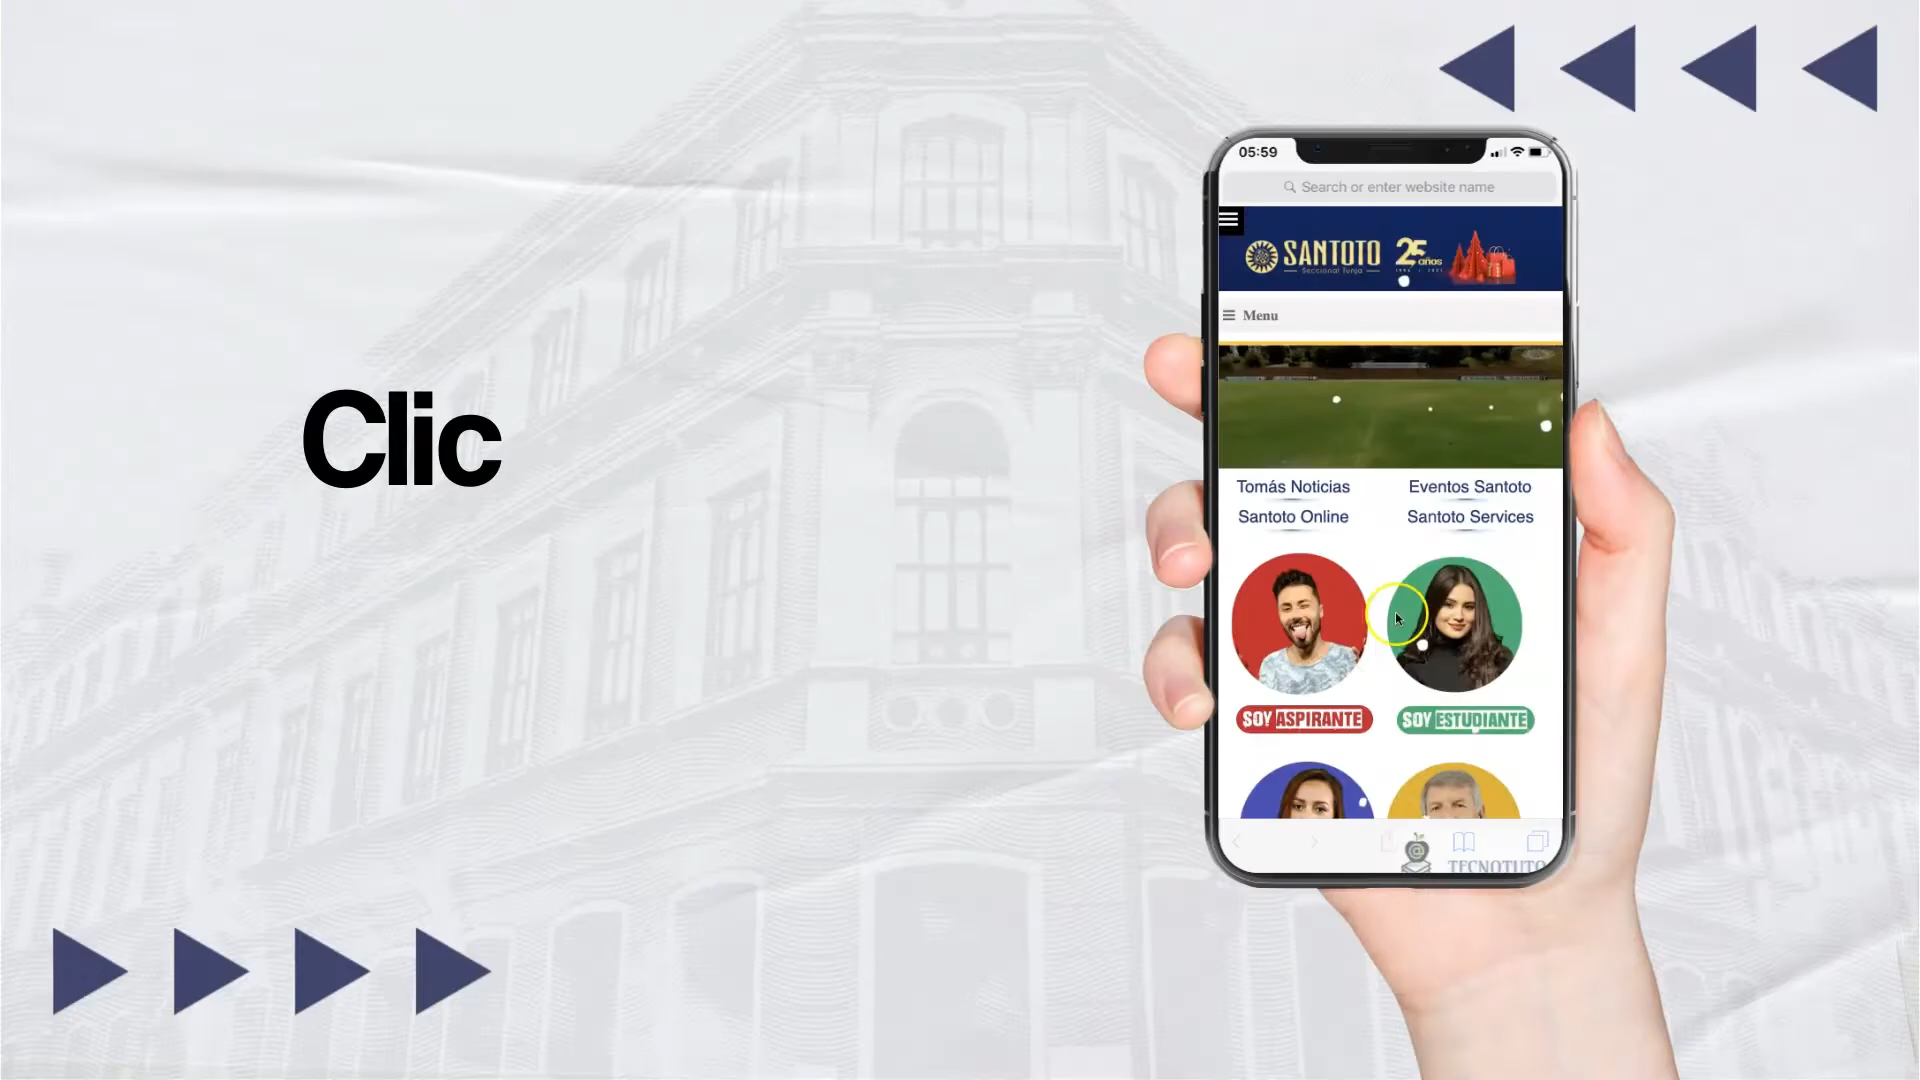 Clic
05:59
Search or enter website name
SANTOTO
Seccional Tunja
25 años
Menu
Tomás Noticias
Eventos Santoto
Santoto Online
Santoto Services
SOY ASPIRANTE
SOY ESTUDIANTE
TECNOTUTO